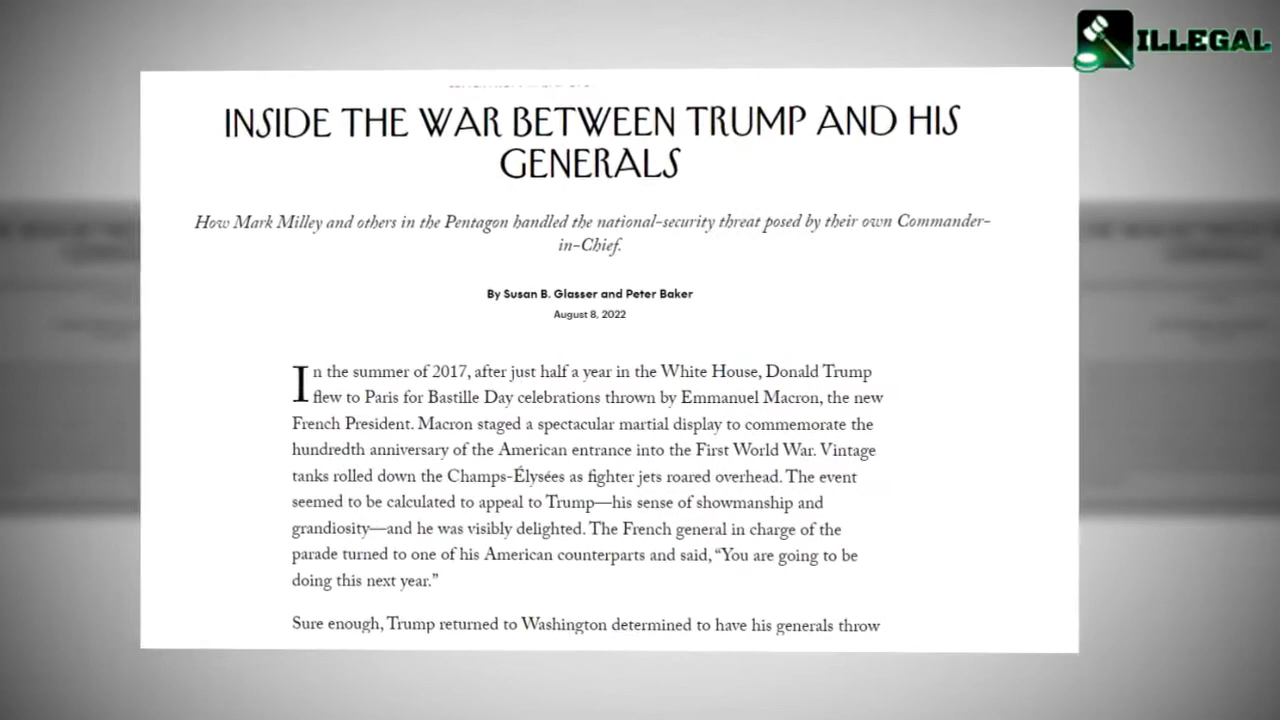 ILLEGAL
INSIDE THE WAR BETWEEN TRUMP AND HIS
GENERALS
How Mark Milley and others in the Pentagon handled the national-security threat posed by their own Commander-
in-Chief.
By Susan B. Glasser and Peter Baker
August 8, 2022
In the summer of 2017, after just half a year in the White House, Donald Trump
flew to Paris for Bastille Day celebrations thrown by Emmanuel Macron, the new
French President. Macron staged a spectacular martial display to commemorate the
hundredth anniversary of the American entrance into the First World War. Vintage
tanks rolled down the Champs-Élysées as fighter jets roared overhead. The event
seemed to be calculated to appeal to Trump—his sense of showmanship and
grandiosity—and he was visibly delighted. The French general in charge of the
parade turned to one of his American counterparts and said, “You are going to be
doing this next year.”
Sure enough, Trump returned to Washington determined to have his generals throw